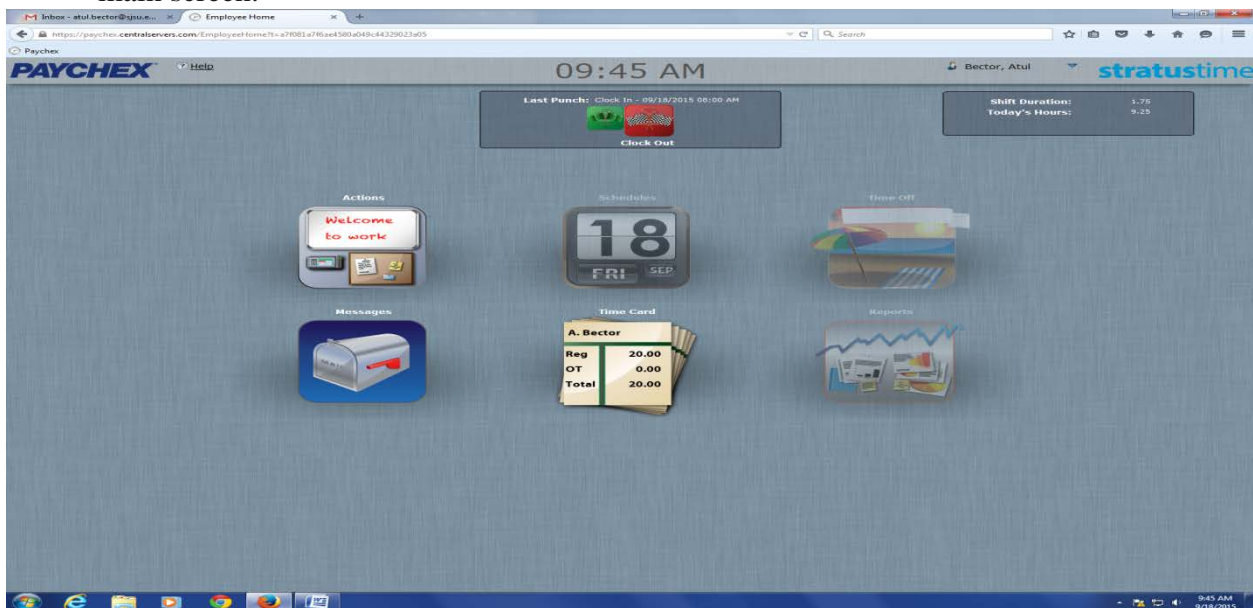 main screen.
Inbox - atul.bector@sjsu.e...
Employee Home
https://paychex.centralservers.com/EmployeeHome?t=a7f081a7f6ae4580a049c44329023a05
Search
Paychex
PAYCHEX
? Help
09:45 AM
Bector, Atul
stratustime
Last Punch: Clock In - 09/18/2015 08:00 AM
Clock Out
Shift Duration: 1.75
Today's Hours: 9.25
Actions
Schedules
Time Off
Welcome
to work
18
FRI SEP
Messages
Time Card
Reports
A. Bector
Reg 20.00
OT 0.00
Total 20.00
9:45 AM
9/18/2015